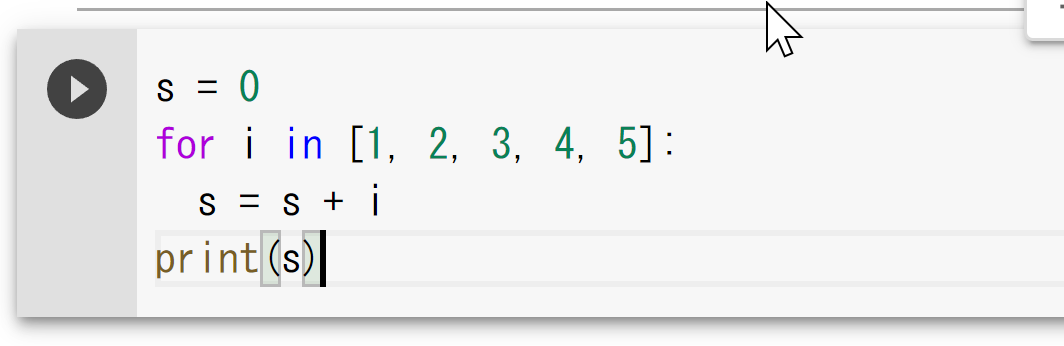 s = 0
for i in [1, 2, 3, 4, 5]:
  s = s + i
print(s)